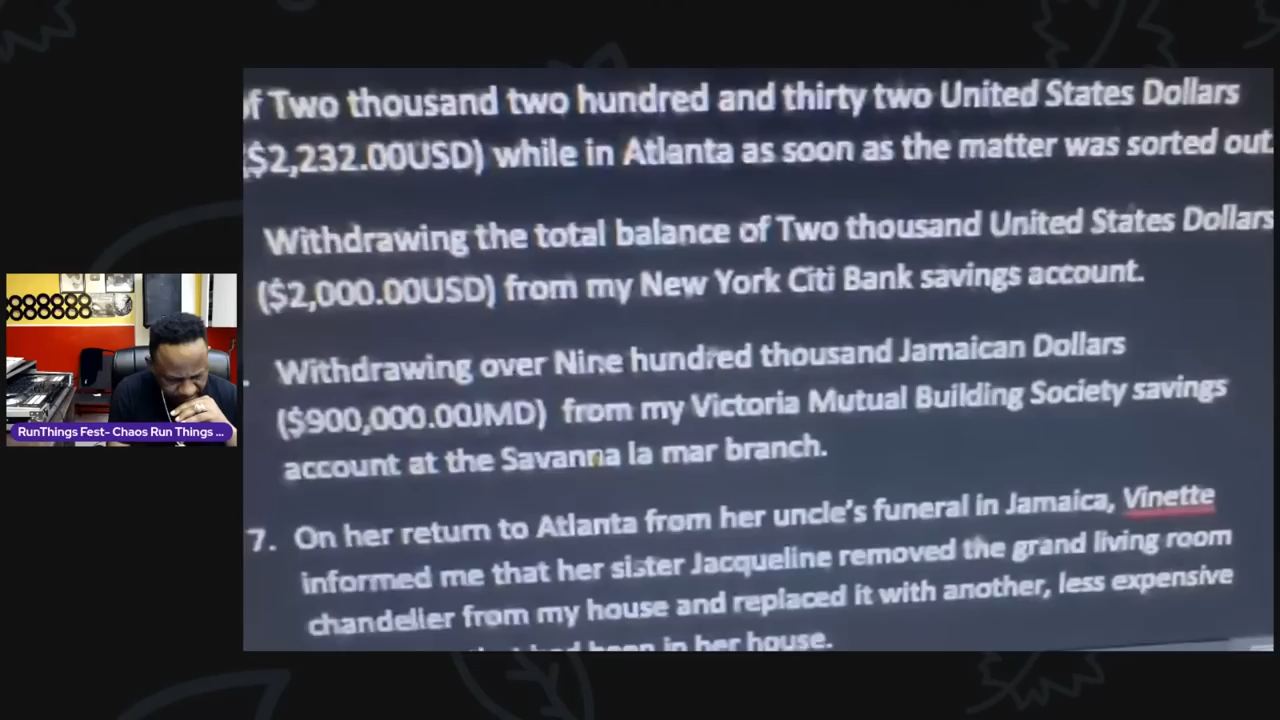 of Two thousand two hundred and thirty two United States Dollars
($2,232.00USD) while in Atlanta as soon as the matter was sorted out.
Withdrawing the total balance of Two thousand United States Dollars
($2,000.00USD) from my New York Citi Bank savings account.
Withdrawing over Nine hundred thousand Jamaican Dollars
($900,000.00JMD) from my Victoria Mutual Building Society savings
account at the Savanna la mar branch.
7. On her return to Atlanta from her uncle's funeral in Jamaica, Vinette
informed me that her sister Jacqueline removed the grand living room
chandelier from my house and replaced it with another, less expensive
had been in her house.
RunThings Fest- Chaos Run Things ...